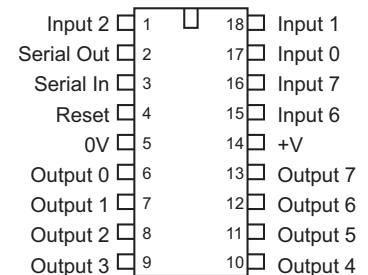 Input 2 1 18 Input 1
Serial Out 2 17 Input 0
Serial In 3 16 Input 7
Reset 4 15 Input 6
0V 5 14 +V
Output 0 6 13 Output 7
Output 1 7 12 Output 6
Output 2 8 11 Output 5
Output 3 9 10 Output 4